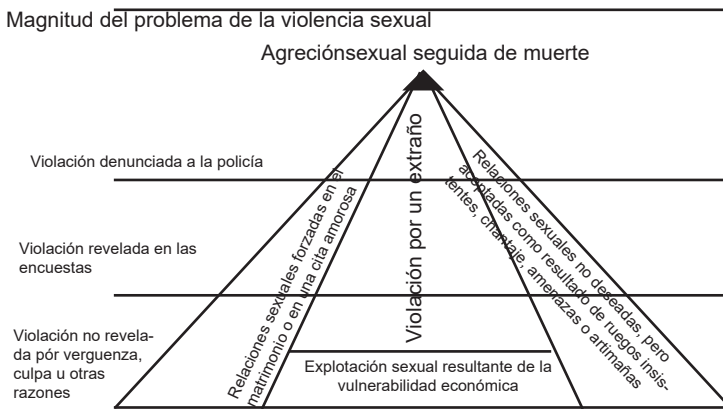 Magnitud del problema de la violencia sexual
Agreciónsexual seguida de muerte
Violación denunciada a la policía
Violación revelada en las
encuestas
Violación no revela-
da pór verguenza,
culpa u otras
razones
Relaciones sexuales forzadas en el
matrimonio o en una cita amorosa
Violación por un extraño
Relaciones sexuales no deseadas, pero
aceptadas como resultado de ruegos insis-
tentes, chantaje, amenazas o artimañas
Explotación sexual resultante de la
vulnerabilidad económica